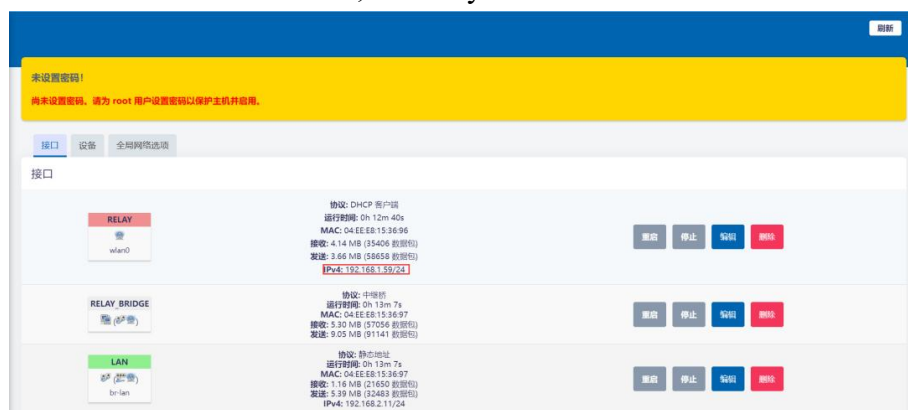 刷新
未设置密码!
尚未设置密码。请为 root 用户设置密码以保护主机并启用。
接口 设备 全局网络选项
接口
RELAY
wlan0
协议: DHCP 客户端
运行时间: 0h 12m 40s
MAC: 04:EE:E8:15:36:96
接收: 4.14 MB (35406 数据包)
发送: 3.66 MB (58658 数据包)
IPv4: 192.168.1.59/24
重启 停止 编辑 删除
RELAY_BRIDGE
协议: 中继桥
运行时间: 0h 13m 7s
MAC: 04:EE:E8:15:36:97
接收: 5.30 MB (57056 数据包)
发送: 9.05 MB (91141 数据包)
重启 停止 编辑 删除
LAN
br-lan
协议: 静态地址
运行时间: 0h 13m 7s
MAC: 04:EE:E8:15:36:97
接收: 1.16 MB (21650 数据包)
发送: 5.39 MB (32483 数据包)
IPv4: 192.168.2.11/24
重启 停止 编辑 删除